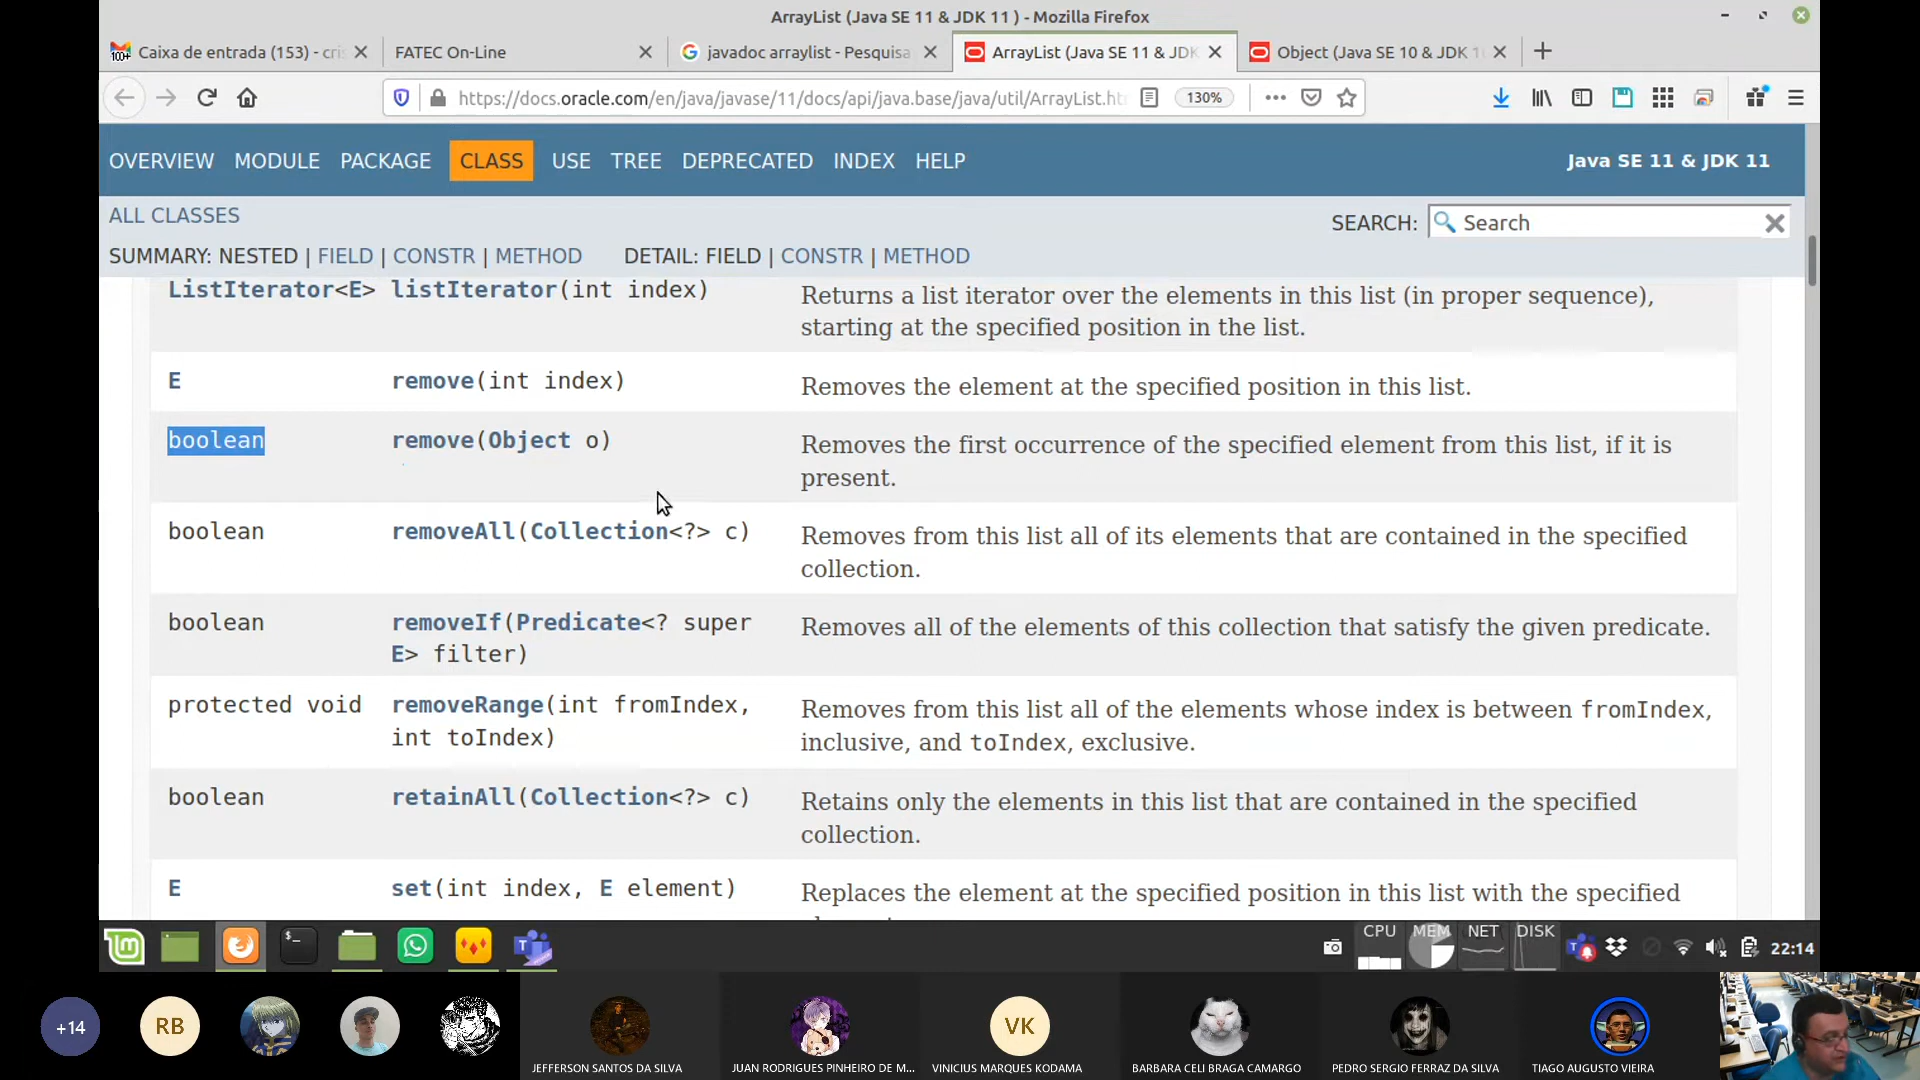 ArrayList (Java SE 11 & JDK 11 ) - Mozilla Firefox
Caixa de entrada (153) - cris
FATEC On-Line
javadoc arraylist - Pesquisa
ArrayList (Java SE 11 & JDK
Object (Java SE 10 & JDK 1
https://docs.oracle.com/en/java/javase/11/docs/api/java.base/java/util/ArrayList.ht
130%
OVERVIEW MODULE PACKAGE CLASS USE TREE DEPRECATED INDEX HELP
Java SE 11 & JDK 11
ALL CLASSES
SEARCH: Search
SUMMARY: NESTED | FIELD | CONSTR | METHOD DETAIL: FIELD | CONSTR | METHOD
ListIterator<E> listIterator(int index) Returns a list iterator over the elements in this list (in proper sequence),
starting at the specified position in the list.
E remove(int index) Removes the element at the specified position in this list.
boolean remove(Object o) Removes the first occurrence of the specified element from this list, if it is
present.
boolean removeAll(Collection<?> c) Removes from this list all of its elements that are contained in the specified
collection.
boolean removeIf(Predicate<? super Removes all of the elements of this collection that satisfy the given predicate.
E> filter)
protected void removeRange(int fromIndex, Removes from this list all of the elements whose index is between fromIndex,
int toIndex) inclusive, and toIndex, exclusive.
boolean retainAll(Collection<?> c) Retains only the elements in this list that are contained in the specified
collection.
E set(int index, E element) Replaces the element at the specified position in this list with the specified
CPU MEM NET DISK
22:14
+14
RB
VK
JEFFERSON SANTOS DA SILVA
JUAN RODRIGUES PINHEIRO DE M...
VINICIUS MARQUES KODAMA
BARBARA CELI BRAGA CAMARGO
PEDRO SERGIO FERRAZ DA SILVA
TIAGO AUGUSTO VIEIRA